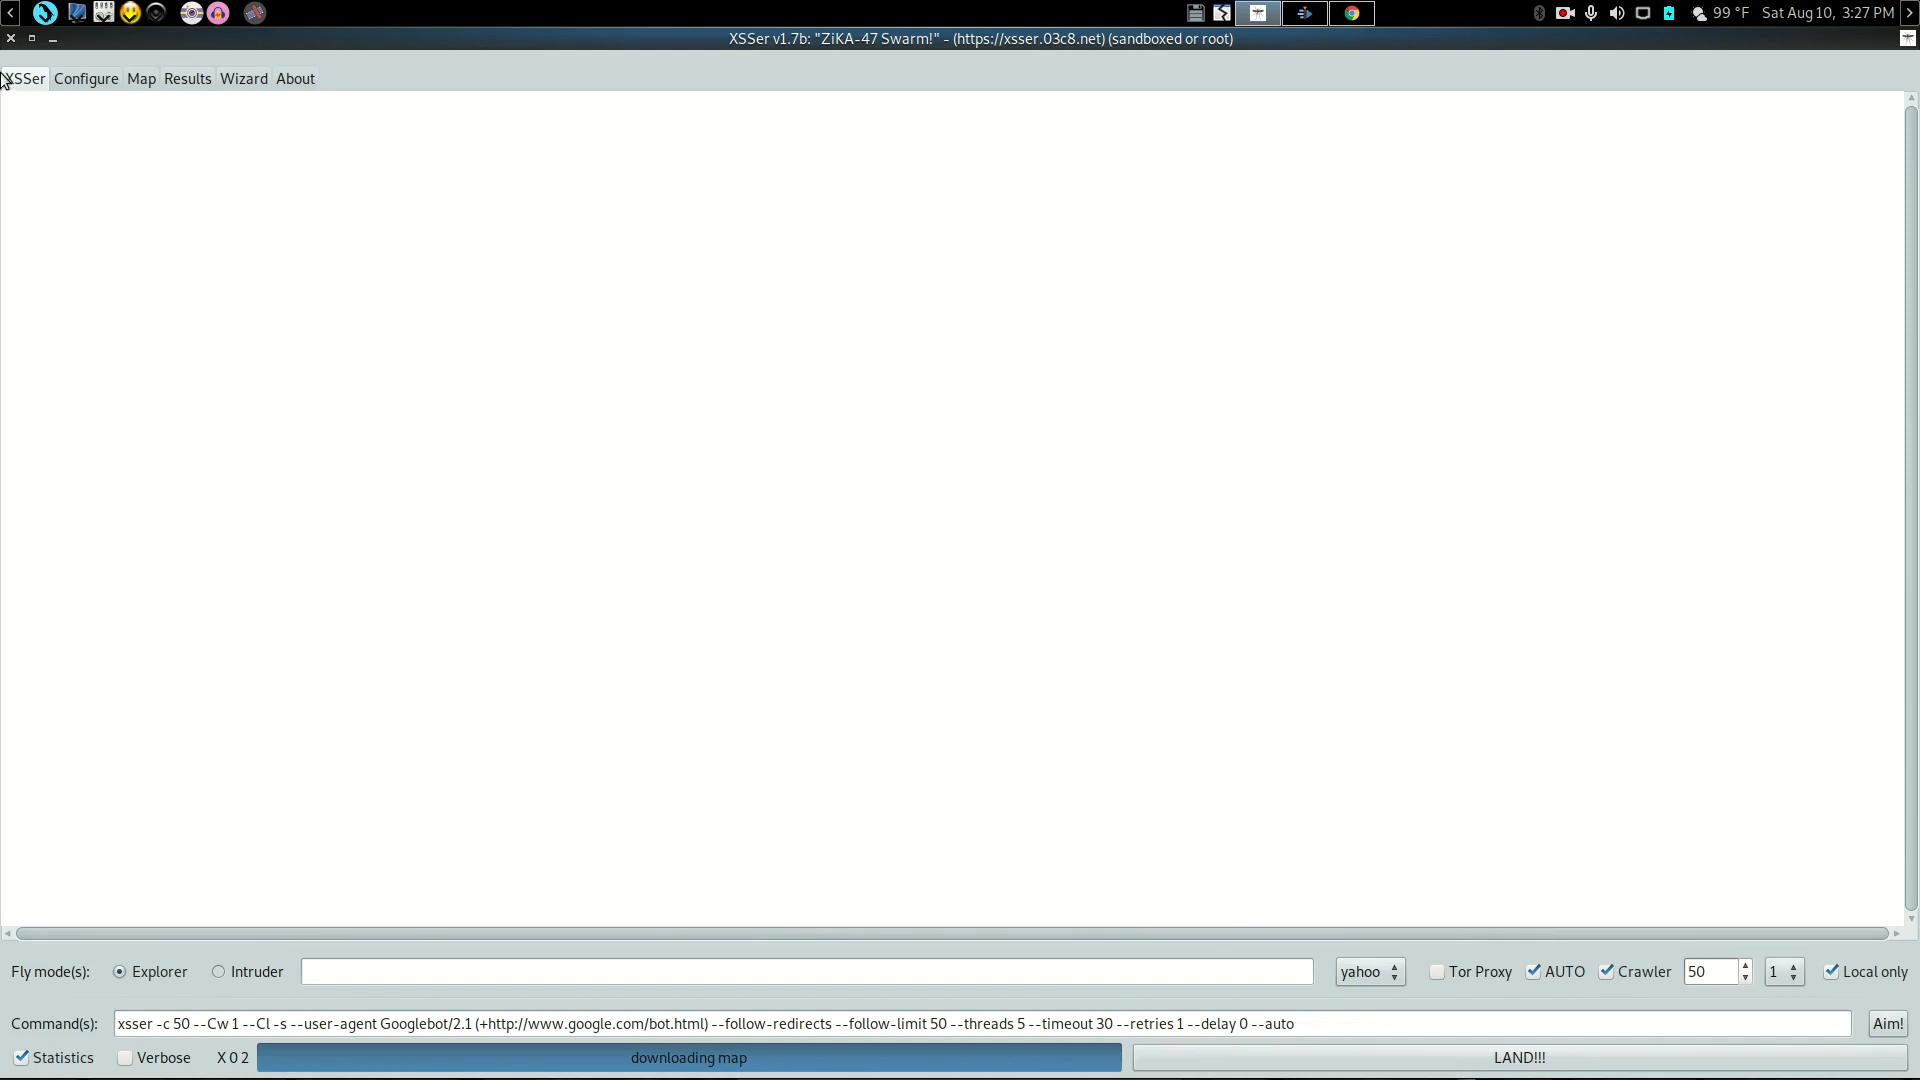 99 °F Sat Aug 10, 3:27 PM
XSSer v1.7b: "ZiKA-47 Swarm!" - (https://xsser.03c8.net) (sandboxed or root)
XSSer Configure Map Results Wizard About
Fly mode(s): Explorer Intruder yahoo Tor Proxy AUTO Crawler 50 1 Local only
Command(s): xsser -c 50 --Cw 1 --Cl -s --user-agent Googlebot/2.1 (+http://www.google.com/bot.html) --follow-redirects --follow-limit 50 --threads 5 --timeout 30 --retries 1 --delay 0 --auto Aim!
Statistics Verbose X 0 2 downloading map LAND!!!